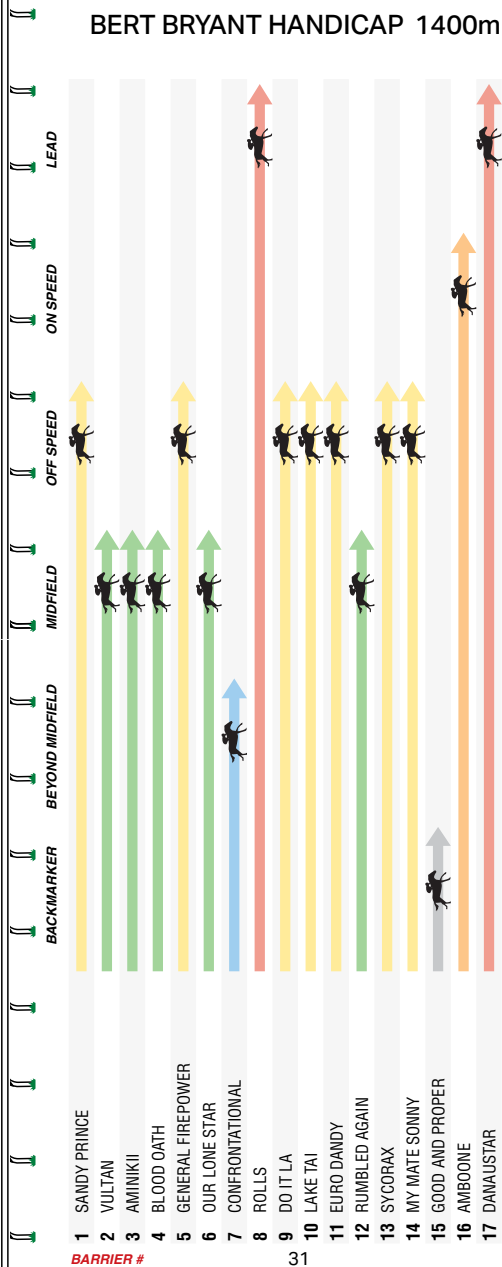 BERT BRYANT HANDICAP 1400m
LEAD
ON SPEED
OFF SPEED
MIDFIELD
BEYOND MIDFIELD
BACKMARKER
1 SANDY PRINCE
2 VULTAN
3 AMINIKII
4 BLOOD OATH
5 GENERAL FIREPOWER
6 OUR LONE STAR
7 CONFRONTATIONAL
8 ROLLS
9 DO IT LA
10 LAKE TAI
11 EURO DANDY
12 RUMBLED AGAIN
13 SYCORAX
14 MY MATE SONNY
15 GOOD AND PROPER
16 AMBOONE
17 DANAUSTAR
BARRIER #
31